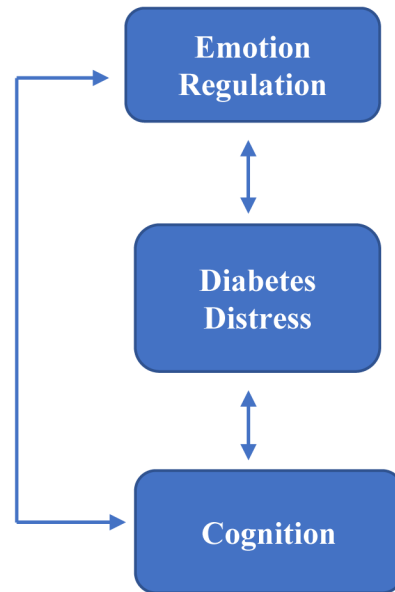 Emotion
Regulation
Diabetes
Distress
Cognition